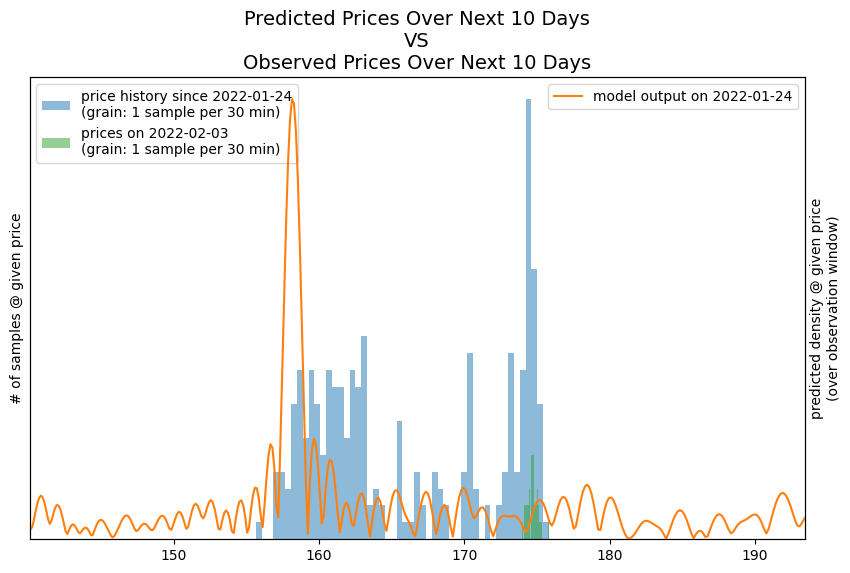 Predicted Prices Over Next 10 Days
VS
Observed Prices Over Next 10 Days
price history since 2022-01-24
(grain: 1 sample per 30 min)
prices on 2022-02-03
(grain: 1 sample per 30 min)
model output on 2022-01-24
# of samples @ given price
predicted density @ given price
(over observation window)
150 160 170 180 190